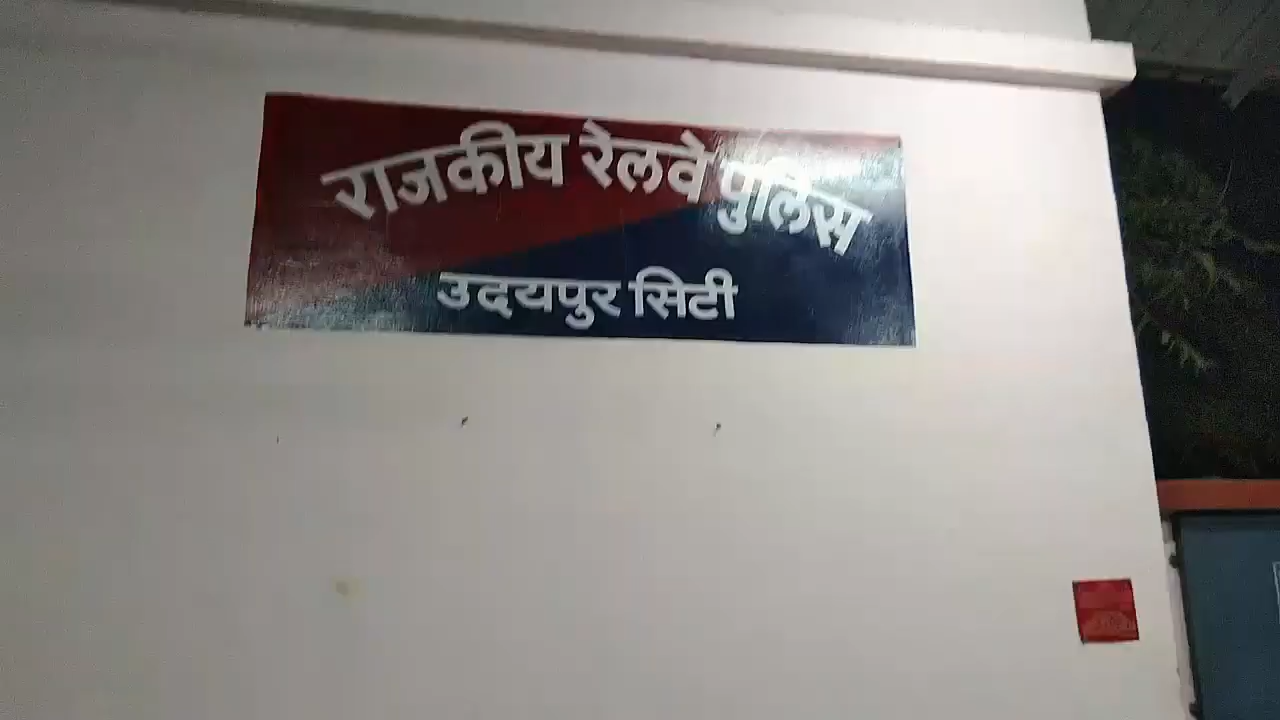 राजकीय रेलवे पुलिस
उदयपुर सिटी